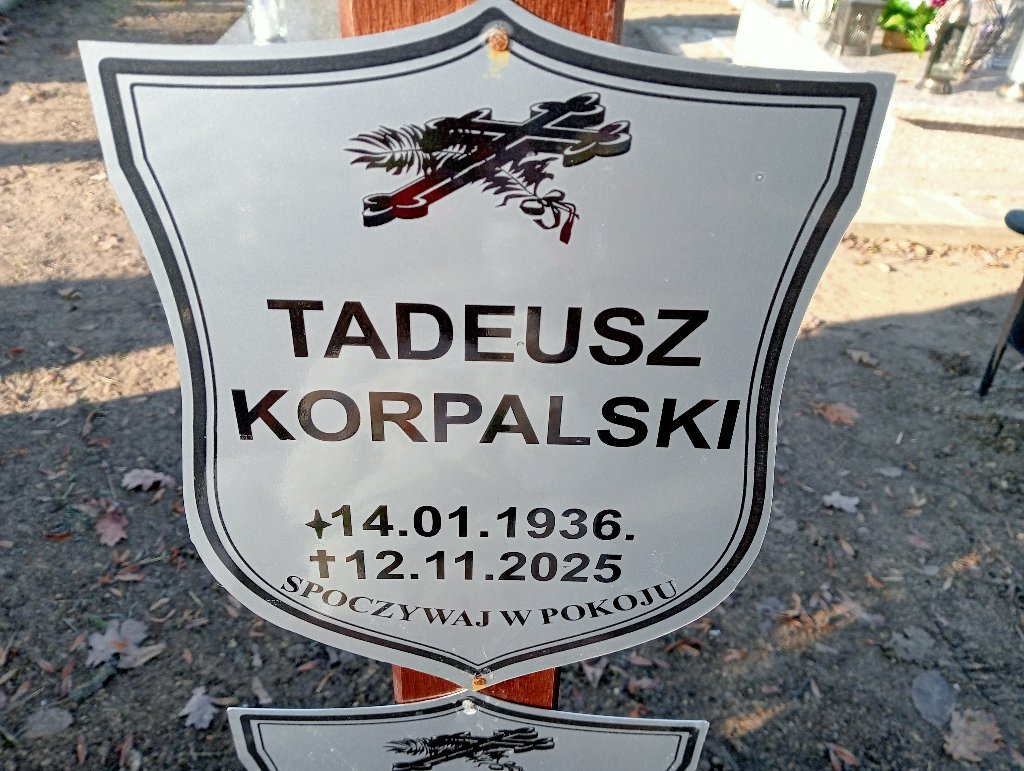 TADEUSZ
KORPALSKI
14.01.1936.
12.11.2025
SPOCZYWAJ W POKOJU